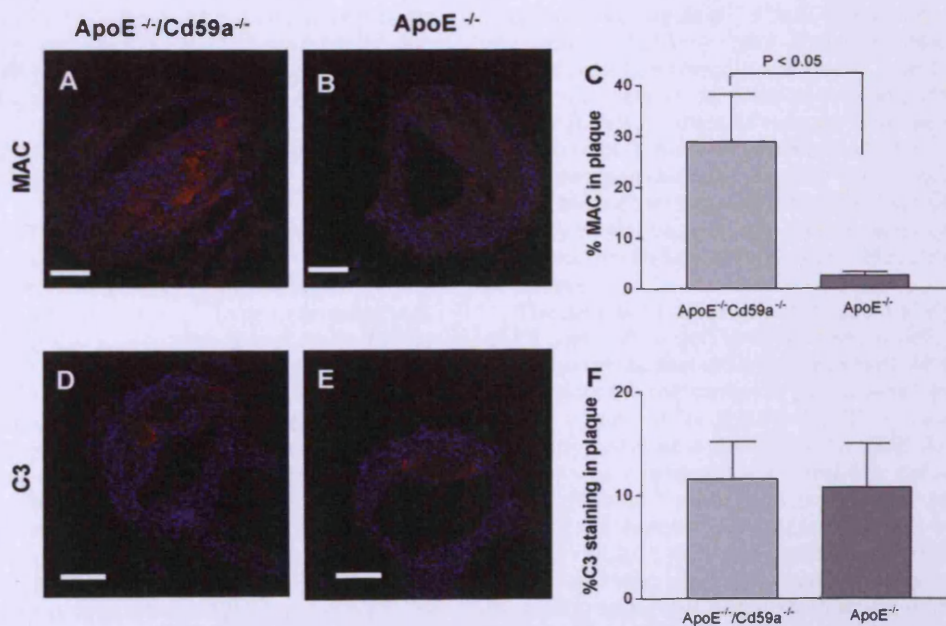 ApoE ⁻/⁻/Cd59a⁻/⁻
ApoE ⁻/⁻
MAC
A
B
C
P < 0.05
% MAC in plaque
40
30
20
10
0
ApoE⁻/⁻Cd59a⁻/⁻
ApoE⁻/⁻
C3
D
E
F
%C3 staining in plaque
20
10
0
ApoE⁻/⁻/Cd59a⁻/⁻
ApoE⁻/⁻